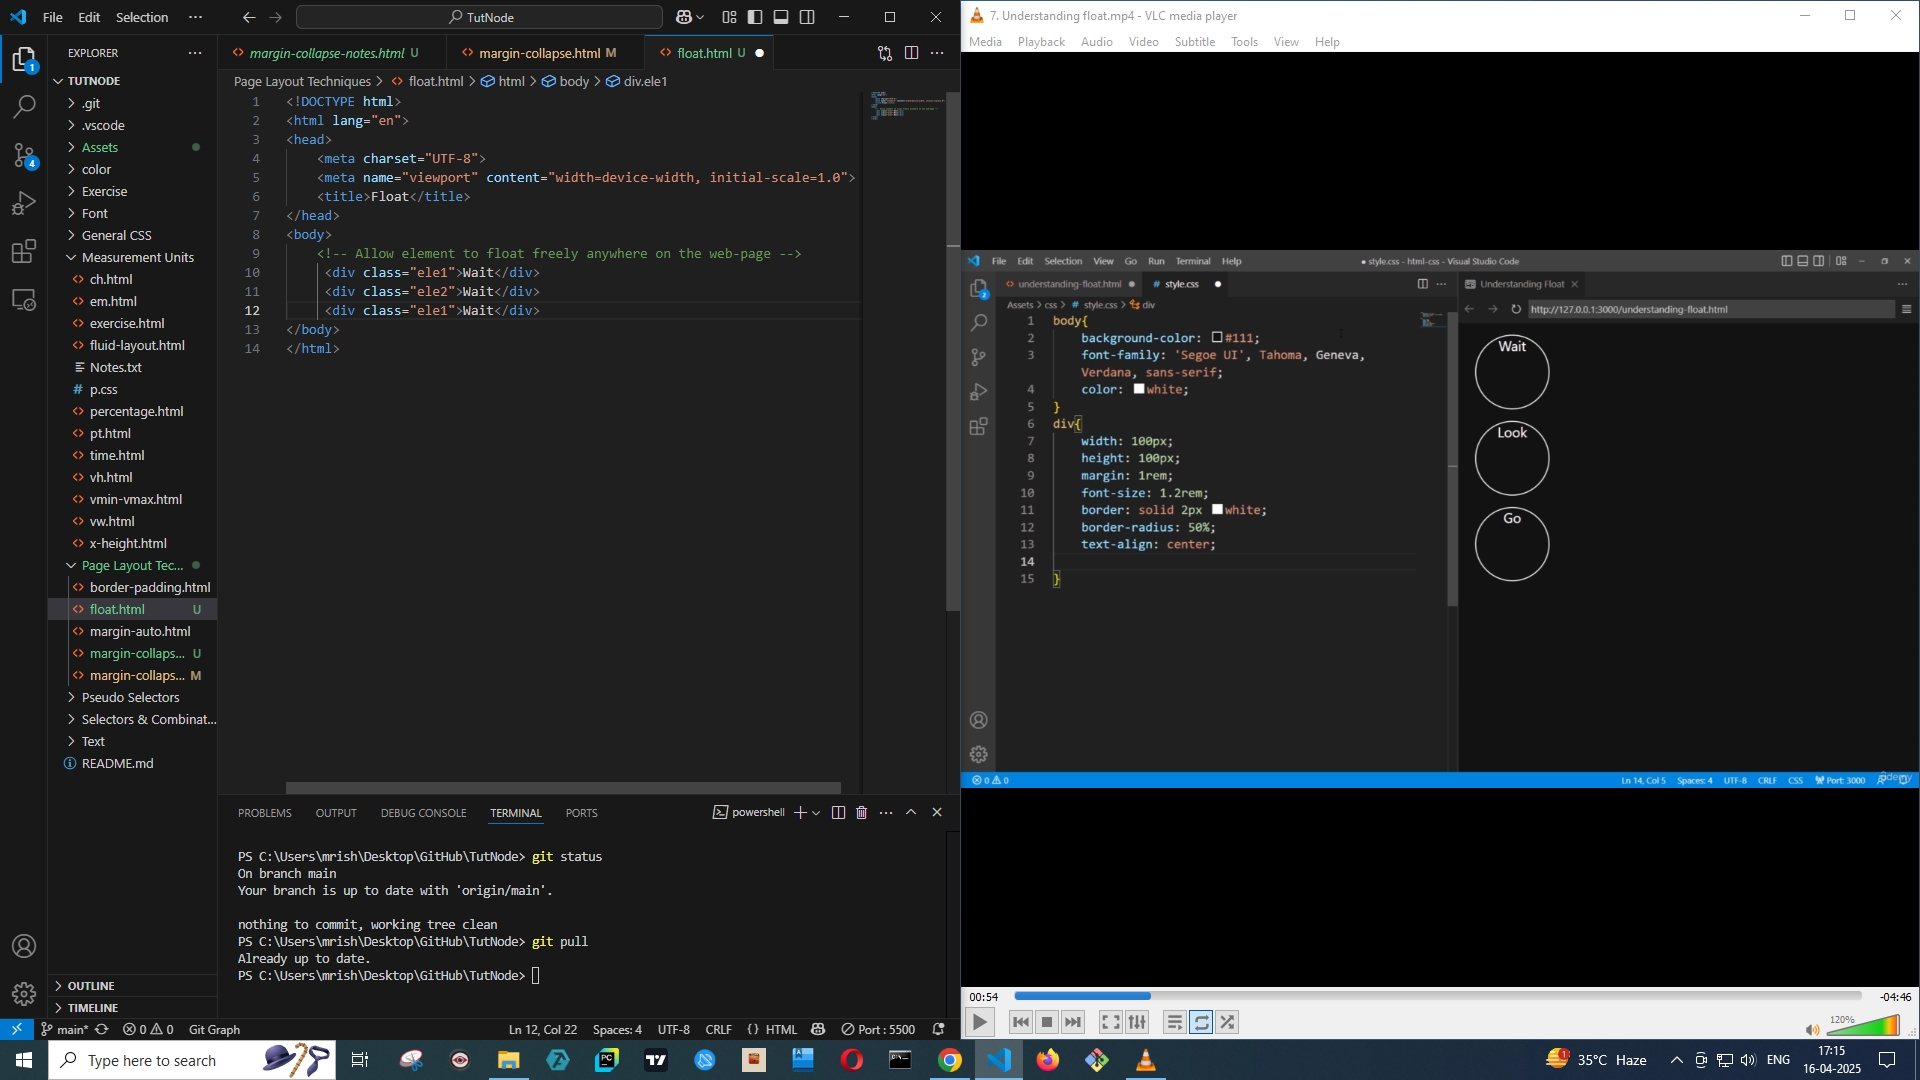 File Edit Selection ··· TutNode
EXPLORER ···
TUTNODE
.git
.vscode
Assets
color
Exercise
Font
General CSS
Measurement Units
ch.html
em.html
exercise.html
fluid-layout.html
Notes.txt
p.css
percentage.html
pt.html
time.html
vh.html
vmin-vmax.html
vw.html
x-height.html
Page Layout Tec...
border-padding.html
float.html U
margin-auto.html
margin-collaps... U
margin-collaps... M
Pseudo Selectors
Selectors & Combinat...
Text
README.md
OUTLINE
TIMELINE
margin-collapse-notes.html U margin-collapse.html M float.html U
Page Layout Techniques > float.html > html > body > div.ele1
1 <!DOCTYPE html>
2 <html lang="en">
3 <head>
4 <meta charset="UTF-8">
5 <meta name="viewport" content="width=device-width, initial-scale=1.0">
6 <title>Float</title>
7 </head>
8 <body>
9 <!-- Allow element to float freely anywhere on the web-page -->
10 <div class="ele1">Wait</div>
11 <div class="ele2">Wait</div>
12 <div class="ele1">Wait</div>
13 </body>
14 </html>
PROBLEMS OUTPUT DEBUG CONSOLE TERMINAL PORTS powershell
PS C:\Users\mrish\Desktop\GitHub\TutNode> git status
On branch main
Your branch is up to date with 'origin/main'.
nothing to commit, working tree clean
PS C:\Users\mrish\Desktop\GitHub\TutNode> git pull
Already up to date.
PS C:\Users\mrish\Desktop\GitHub\TutNode>
main* 0 0 Git Graph Ln 12, Col 22 Spaces: 4 UTF-8 CRLF {} HTML Port : 5500
7. Understanding float.mp4 - VLC media player
Media Playback Audio Video Subtitle Tools View Help
File Edit Selection View Go Run Terminal Help ● style.css - html-css - Visual Studio Code
understanding-float.html style.css Understanding Float
Assets > css > # style.css > div
http://127.0.0.1:3000/understanding-float.html
1 body{
2 background-color: #111;
3 font-family: 'Segoe UI', Tahoma, Geneva,
Verdana, sans-serif;
4 color: white;
5 }
6 div{
7 width: 100px;
8 height: 100px;
9 margin: 1rem;
10 font-size: 1.2rem;
11 border: solid 2px white;
12 border-radius: 50%;
13 text-align: center;
14
15 }
Wait
Look
Go
0 0 Ln 14, Col 5 Spaces: 4 UTF-8 CRLF CSS Port: 3000
udemy
00:54 -04:46
120%
Type here to search
35°C Haze ENG 17:15
16-04-2025